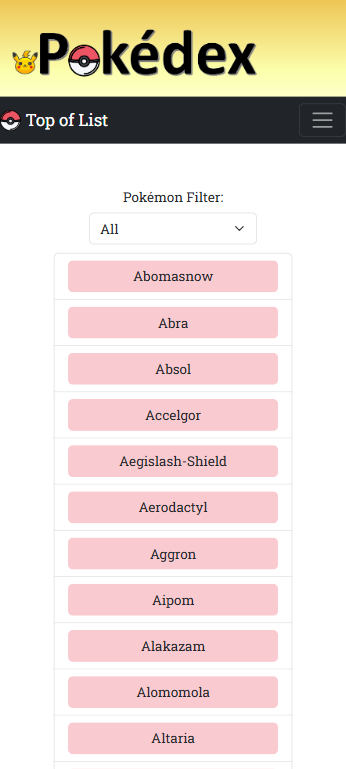 Pokédex
Top of List
Pokémon Filter:
All
Abomasnow
Abra
Absol
Accelgor
Aegislash-Shield
Aerodactyl
Aggron
Aipom
Alakazam
Alomomola
Altaria